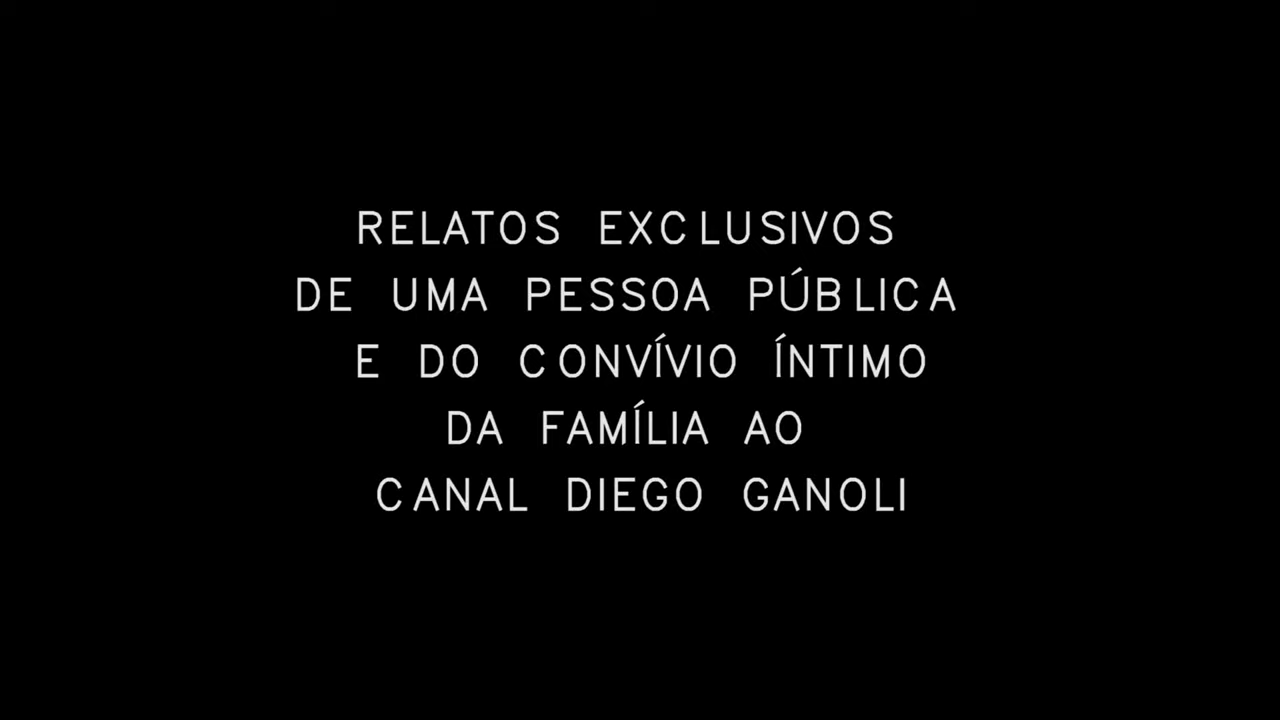 RELATOS EXCLUSIVOS
DE UMA PESSOA PÚBLICA
E DO CONVÍVIO ÍNTIMO
DA FAMÍLIA AO
CANAL DIEGO GANOLI